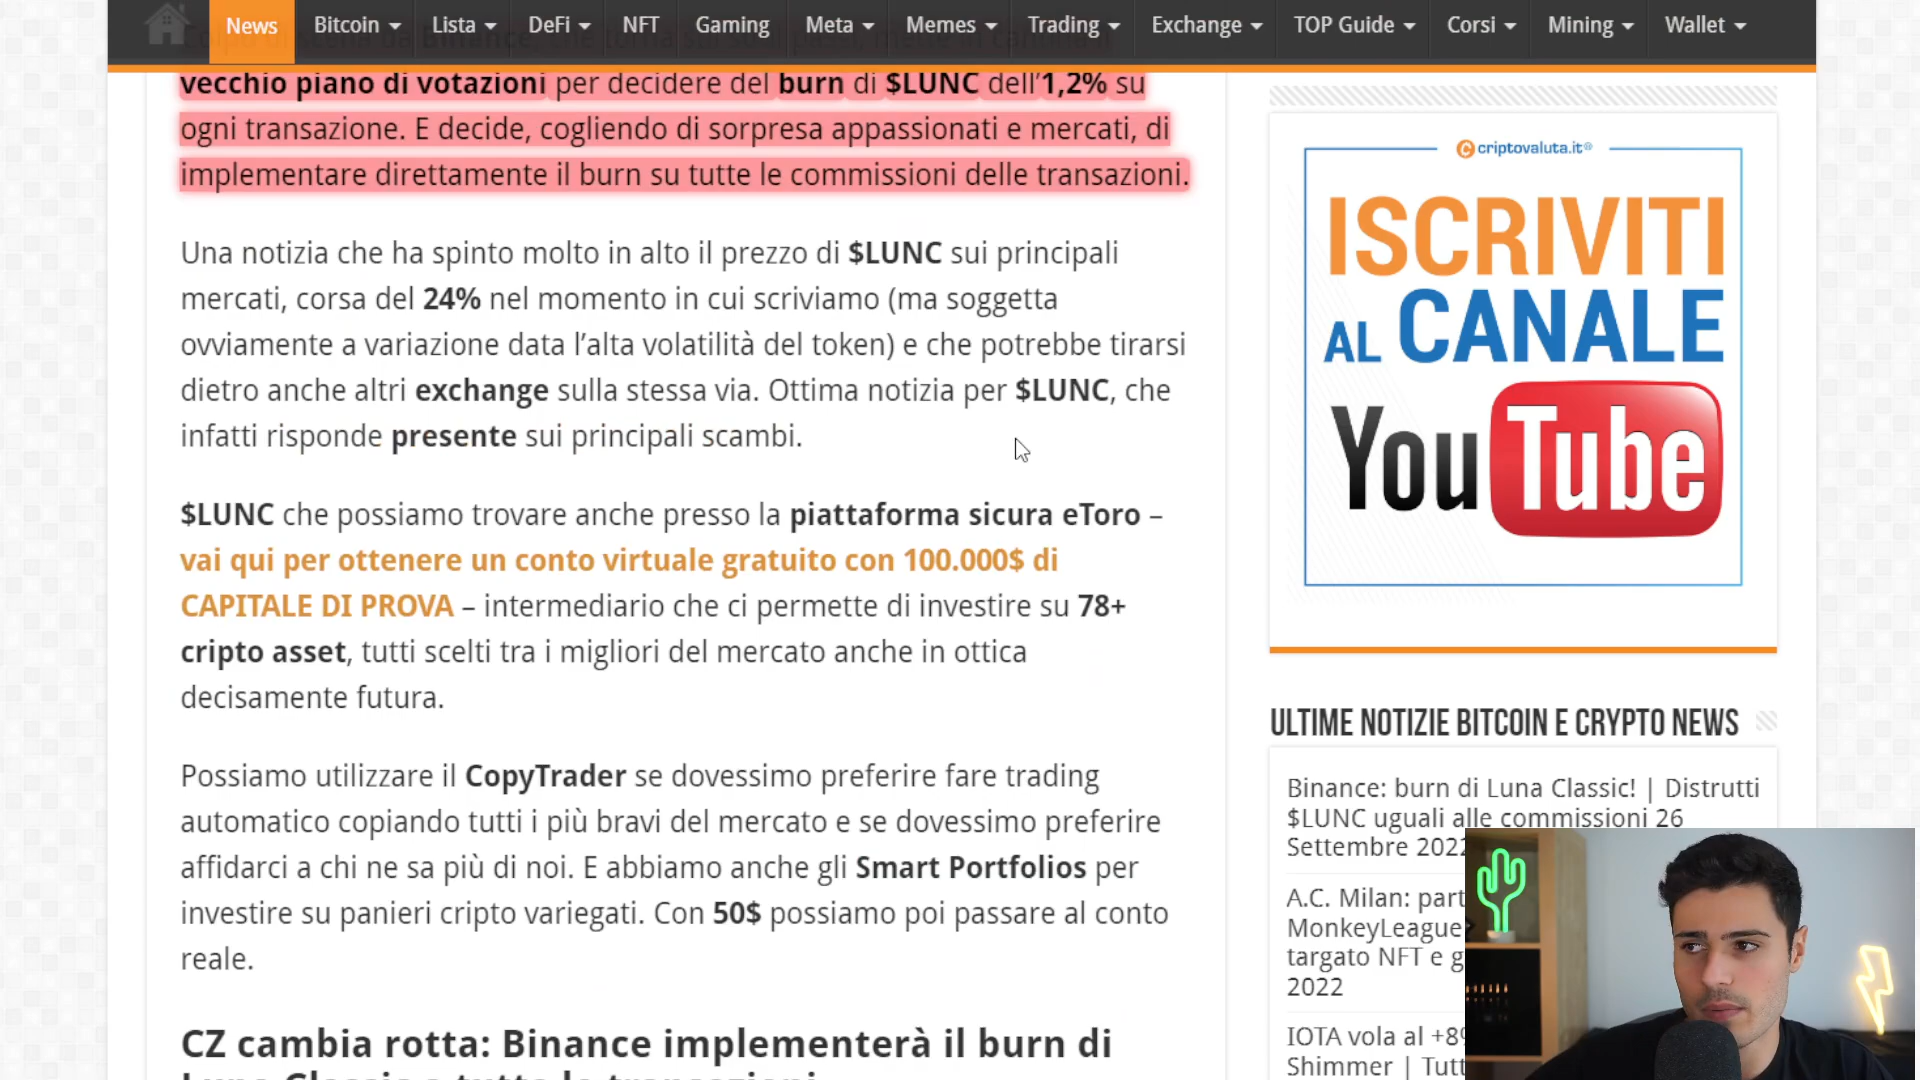 News
Bitcoin
Lista
DeFi
NFT
Gaming
Meta
Memes
Trading
Exchange
TOP Guide
Corsi
Mining
Wallet
vecchio piano di votazioni per decidere del burn di $LUNC dell'1,2% su
ogni transazione. E decide, cogliendo di sorpresa appassionati e mercati, di
implementare direttamente il burn su tutte le commissioni delle transazioni.
Una notizia che ha spinto molto in alto il prezzo di $LUNC sui principali
mercati, corsa del 24% nel momento in cui scriviamo (ma soggetta
ovviamente a variazione data l'alta volatilità del token) e che potrebbe tirarsi
dietro anche altri exchange sulla stessa via. Ottima notizia per $LUNC, che
infatti risponde presente sui principali scambi.
$LUNC che possiamo trovare anche presso la piattaforma sicura eToro –
vai qui per ottenere un conto virtuale gratuito con 100.000$ di
CAPITALE DI PROVA – intermediario che ci permette di investire su 78+
cripto asset, tutti scelti tra i migliori del mercato anche in ottica
decisamente futura.
Possiamo utilizzare il CopyTrader se dovessimo preferire fare trading
automatico copiando tutti i più bravi del mercato e se dovessimo preferire
affidarci a chi ne sa più di noi. E abbiamo anche gli Smart Portfolios per
investire su panieri cripto variegati. Con 50$ possiamo poi passare al conto
reale.
CZ cambia rotta: Binance implementerà il burn di
criptovaluta.it®
ISCRIVITI
AL CANALE
YouTube
ULTIME NOTIZIE BITCOIN E CRYPTO NEWS
Binance: burn di Luna Classic! | Distrutti
$LUNC uguali alle commissioni 26
Settembre 2022
A.C. Milan: part
MonkeyLeague
targato NFT e g
2022
IOTA vola al +8
Shimmer | Tutt